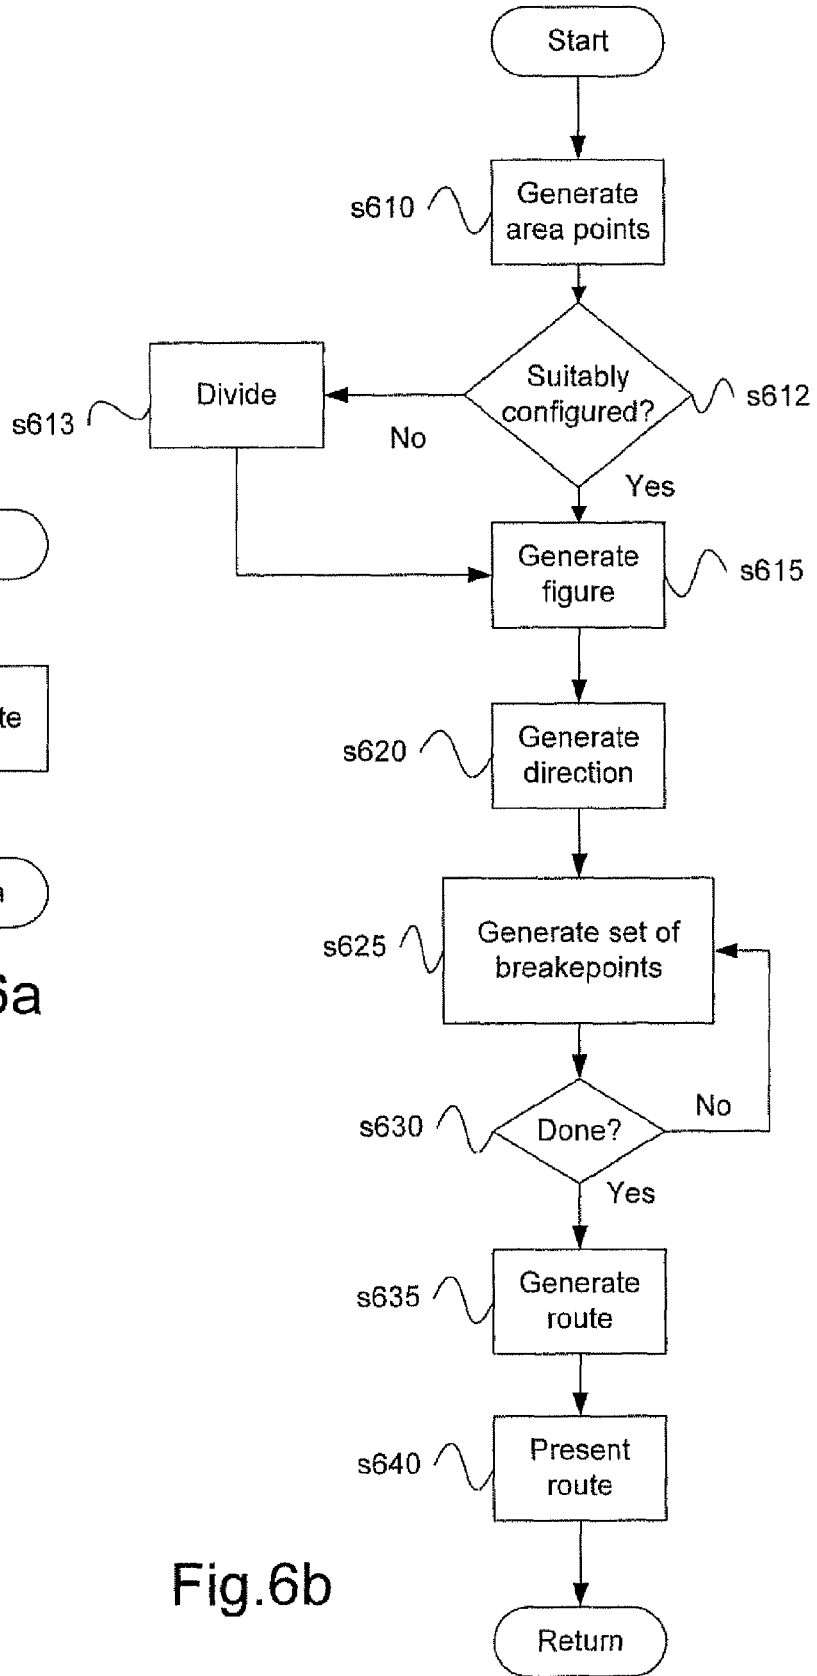 Start
s610
Generate
area points
Suitably
configured?
s612
Divide
s613
No
Yes
Generate
figure
s615
te
s620
Generate
direction
s625
Generate set of
breakepoints
6a
s630
Done?
No
Yes
s635
Generate
route
s640
Present
route
Fig.6b
Return